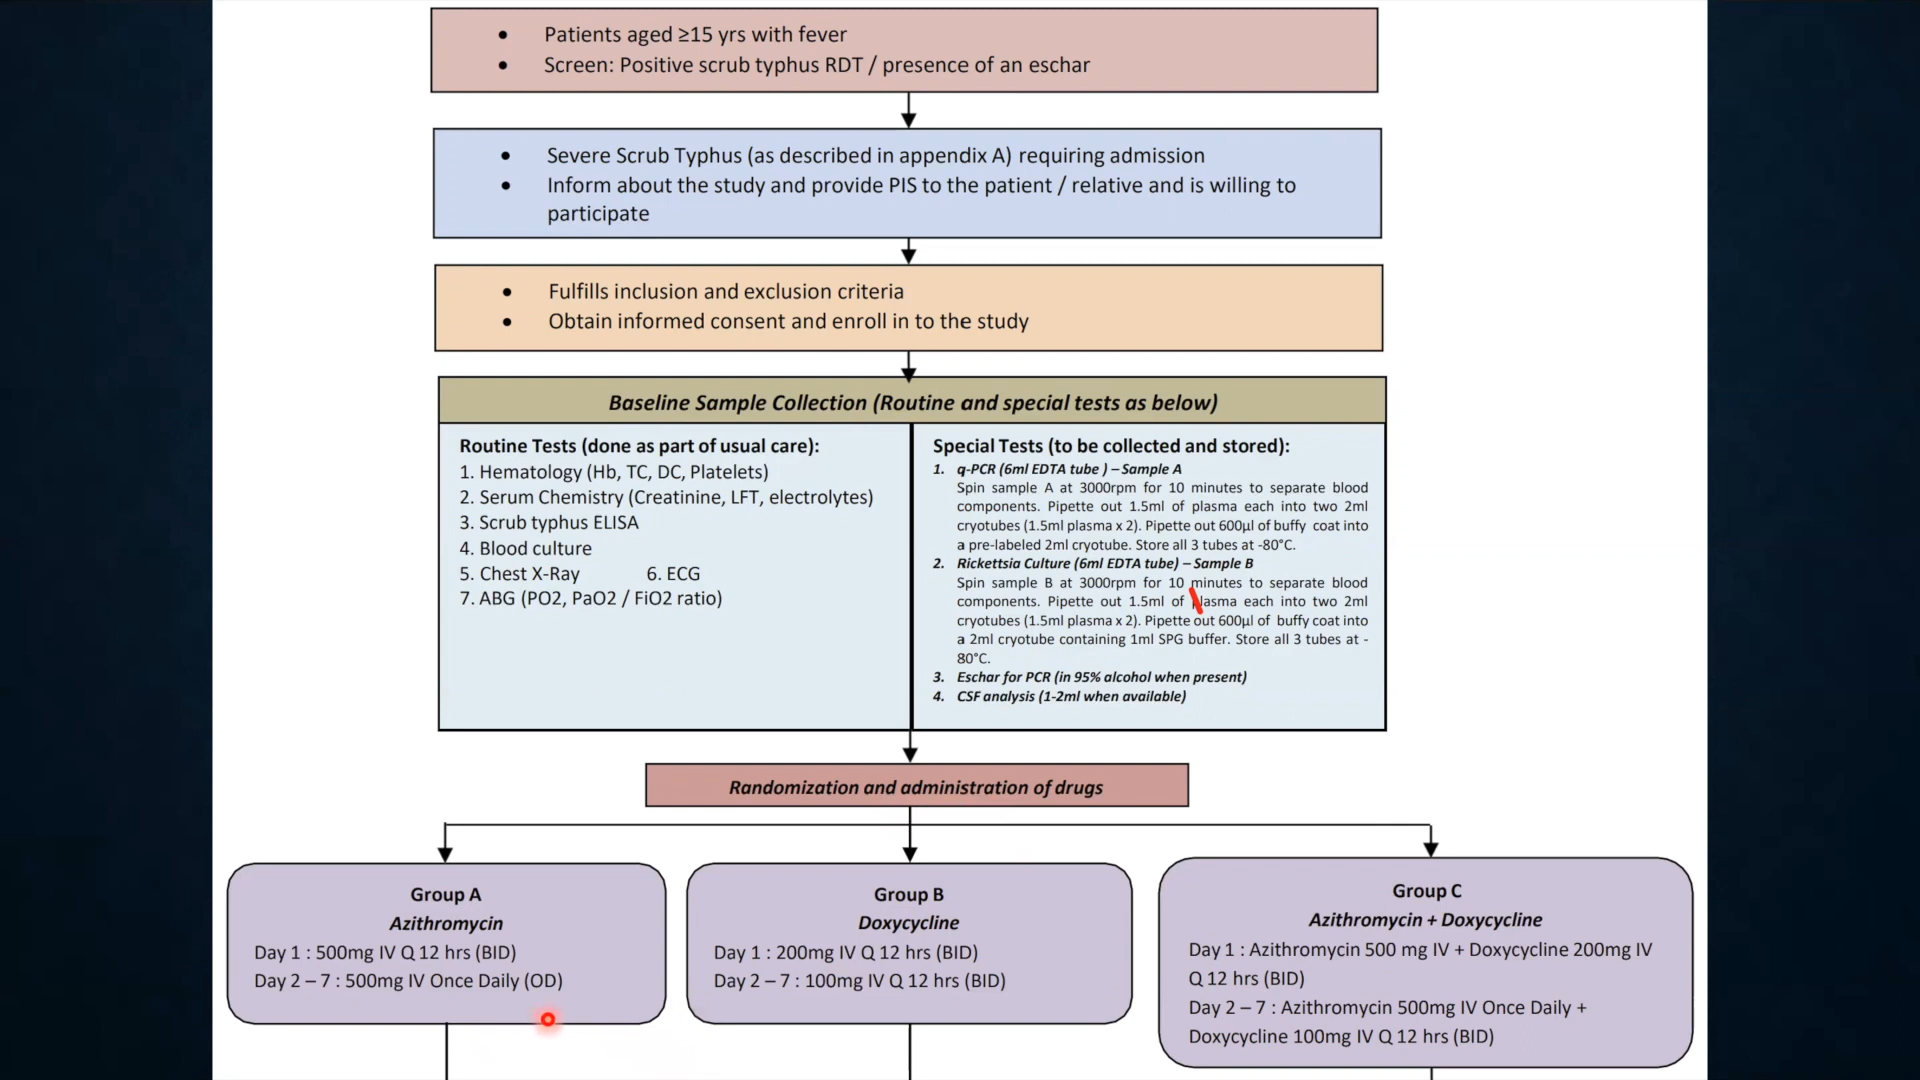 • Patients aged ≥15 yrs with fever
• Screen: Positive scrub typhus RDT / presence of an eschar
• Severe Scrub Typhus (as described in appendix A) requiring admission
• Inform about the study and provide PIS to the patient / relative and is willing to
participate
• Fulfills inclusion and exclusion criteria
• Obtain informed consent and enroll in to the study
Baseline Sample Collection (Routine and special tests as below)
Routine Tests (done as part of usual care):
1. Hematology (Hb, TC, DC, Platelets)
2. Serum Chemistry (Creatinine, LFT, electrolytes)
3. Scrub typhus ELISA
4. Blood culture
5. Chest X-Ray 6. ECG
7. ABG (PO2, PaO2 / FiO2 ratio)
Special Tests (to be collected and stored):
1. q-PCR (6ml EDTA tube ) – Sample A
Spin sample A at 3000rpm for 10 minutes to separate blood
components. Pipette out 1.5ml of plasma each into two 2ml
cryotubes (1.5ml plasma x 2). Pipette out 600µl of buffy coat into
a pre-labeled 2ml cryotube. Store all 3 tubes at -80°C.
2. Rickettsia Culture (6ml EDTA tube) – Sample B
Spin sample B at 3000rpm for 10 minutes to separate blood
components. Pipette out 1.5ml of plasma each into two 2ml
cryotubes (1.5ml plasma x 2). Pipette out 600µl of buffy coat into
a 2ml cryotube containing 1ml SPG buffer. Store all 3 tubes at -
80°C.
3. Eschar for PCR (in 95% alcohol when present)
4. CSF analysis (1-2ml when available)
Randomization and administration of drugs
Group A
Azithromycin
Day 1 : 500mg IV Q 12 hrs (BID)
Day 2 – 7 : 500mg IV Once Daily (OD)
Group B
Doxycycline
Day 1 : 200mg IV Q 12 hrs (BID)
Day 2 – 7 : 100mg IV Q 12 hrs (BID)
Group C
Azithromycin + Doxycycline
Day 1 : Azithromycin 500 mg IV + Doxycycline 200mg IV
Q 12 hrs (BID)
Day 2 – 7 : Azithromycin 500mg IV Once Daily +
Doxycycline 100mg IV Q 12 hrs (BID)